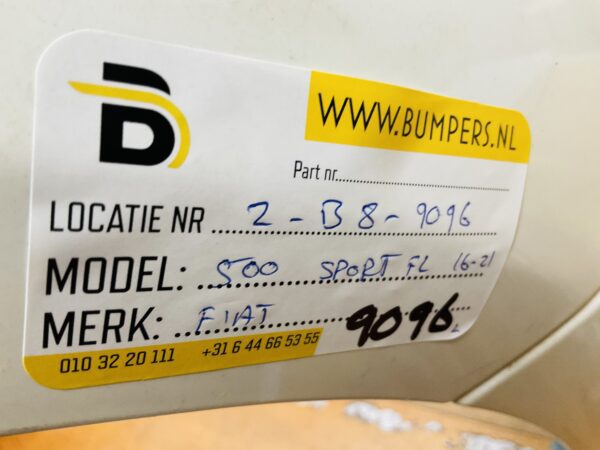 B
WWW.BUMPERS.NL
Part nr.
LOCATIE NR 2-B8-9096
MODEL: 500 SPORT FL 16-21
MERK: FIAT 9096
010 32 20 111 +31 6 44 66 53 55